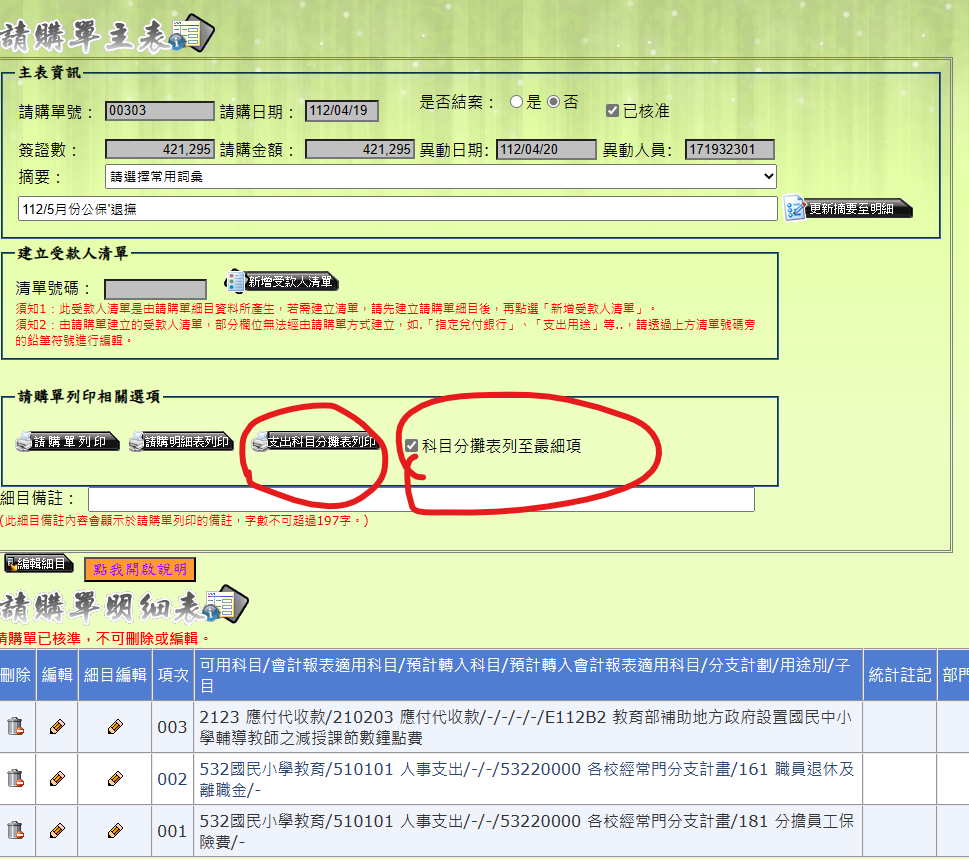 請購單主表
主表資訊
請購單號： 00303 請購日期： 112/04/19 是否結案： 是 否 已核准
簽證數： 421,295 請購金額： 421,295 異動日期: 112/04/20 異動人員: 171932301
摘要： 請選擇常用詞彙
112/5月份公保'退撫 更新摘要至明細
建立受款人清單
清單號碼： 新增受款人清單
須知1：此受款人清單是由請購單細目資料所產生，若需建立清單，請先建立請購單細目後，再點選「新增受款人清單」。
須知2：由請購單建立的受款人清單，部分欄位無法經由請購單方式建立，如.「指定兌付銀行」、「支出用途」等..，請透過上方清單號碼旁
的鉛筆符號進行編輯。
請購單列印相關選項
請購單列印 請購明細表列印 支出科目分攤表列印 科目分攤表列至最細項
細目備註：
(此細目備註內容會顯示於請購單列印的備註，字數不可超過197字。)
編輯細目 點我開啟說明
請購單明細表
請購單已核準，不可刪除或編輯。
刪除 編輯 細目編輯 項次 可用科目/會計報表適用科目/預計轉入科目/預計轉入會計報表適用科目/分支計劃/用途別/子
目 統計註記 部門
003 2123 應付代收款/210203 應付代收款/-/-/-/-/E112B2 教育部補助地方政府設置國民中小
學輔導教師之減授課節數鐘點費
002 532國民小學教育/510101 人事支出/-/-/53220000 各校經常門分支計畫/161 職員退休及
離職金/-
001 532國民小學教育/510101 人事支出/-/-/53220000 各校經常門分支計畫/181 分擔員工保
險費/-